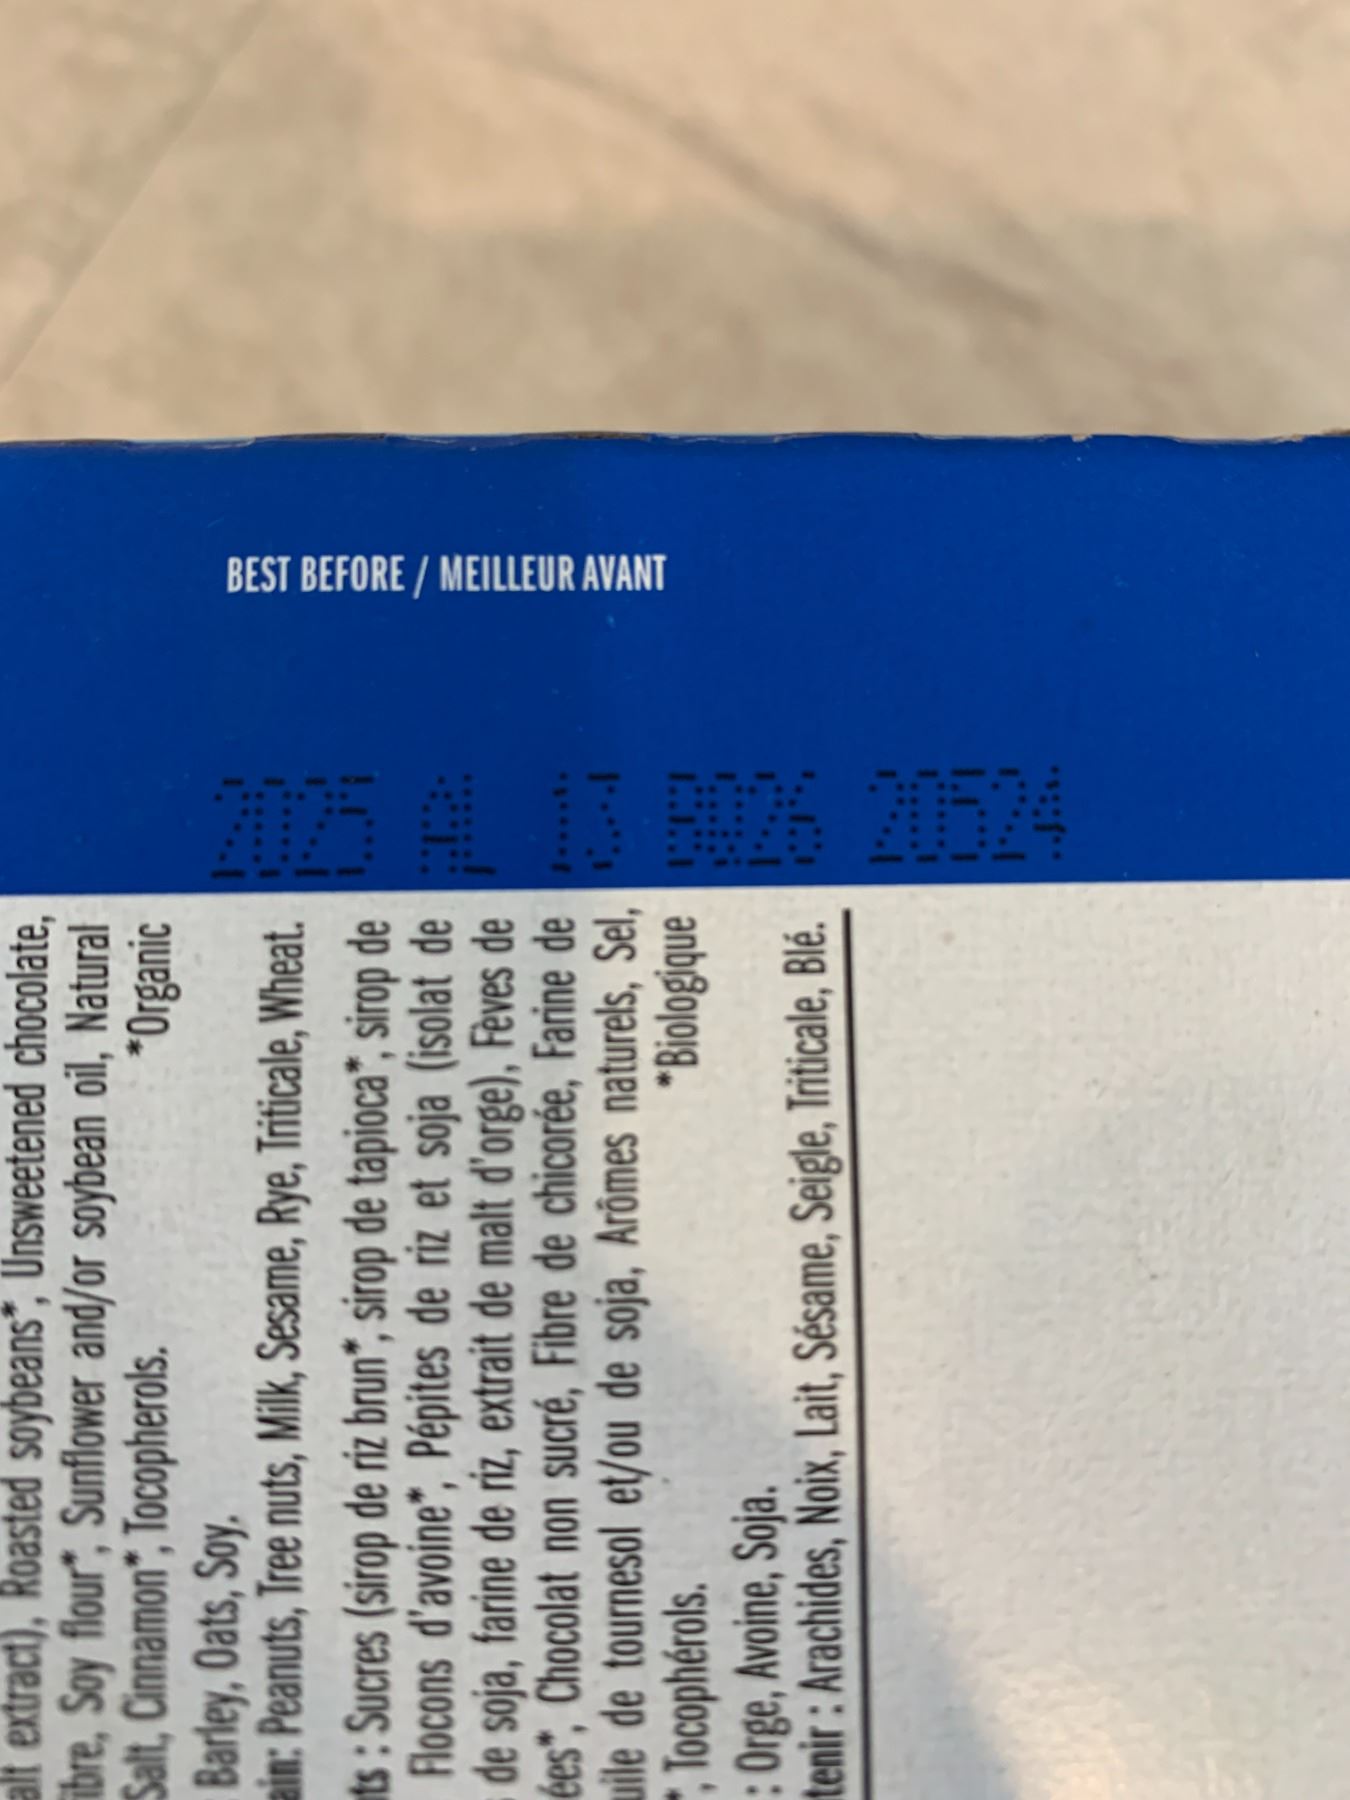 BEST BEFORE / MEILLEUR AVANT
2025 AL 13 8026 2052A
alt extract), Roasted soybeans*, Unsweetened chocolate,
ibre, Soy flour*, Sunflower and/or soybean oil, Natural
Salt, Cinnamon*, Tocopherols.
*Organic
Barley, Oats, Soy.
ain: Peanuts, Tree nuts, Milk, Sesame, Rye, Triticale, Wheat.
ts : Sucres (sirop de riz brun*, sirop de tapioca*, sirop de
Flocons d'avoine*, Pépites de riz et soja (isolat de
de soja, farine de riz, extrait de malt d'orge), Fèves de
ées*, Chocolat non sucré, Fibre de chicorée, Farine de
uile de tournesol et/ou de soja, Arômes naturels, Sel,
*, Tocophérols.
*Biologique
: Orge, Avoine, Soja.
tenir : Arachides, Noix, Lait, Sésame, Seigle, Triticale, Blé.